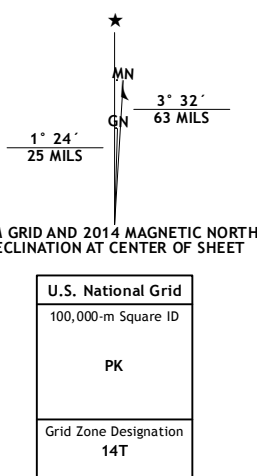 ★
MN
3° 32´
63 MILS
GN
1° 24´
25 MILS
GRID AND 2014 MAGNETIC NORTH
ECLINATION AT CENTER OF SHEET
U.S. National Grid
100,000-m Square ID
PK
Grid Zone Designation
14T